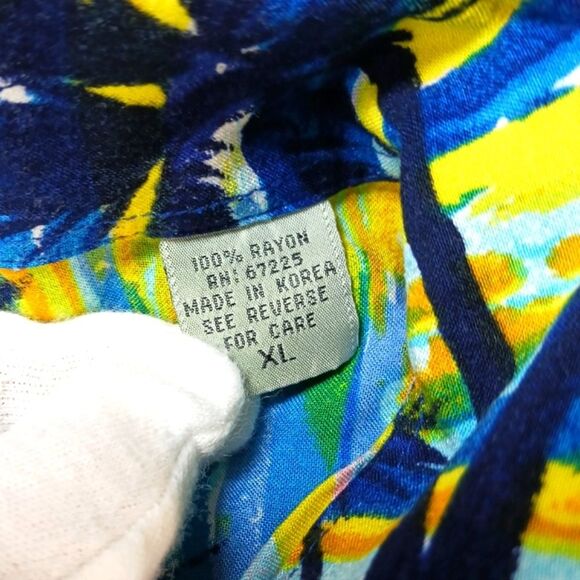 100% RAYON
RN: 67225
MADE IN KOREA
SEE REVERSE
FOR CARE
XL